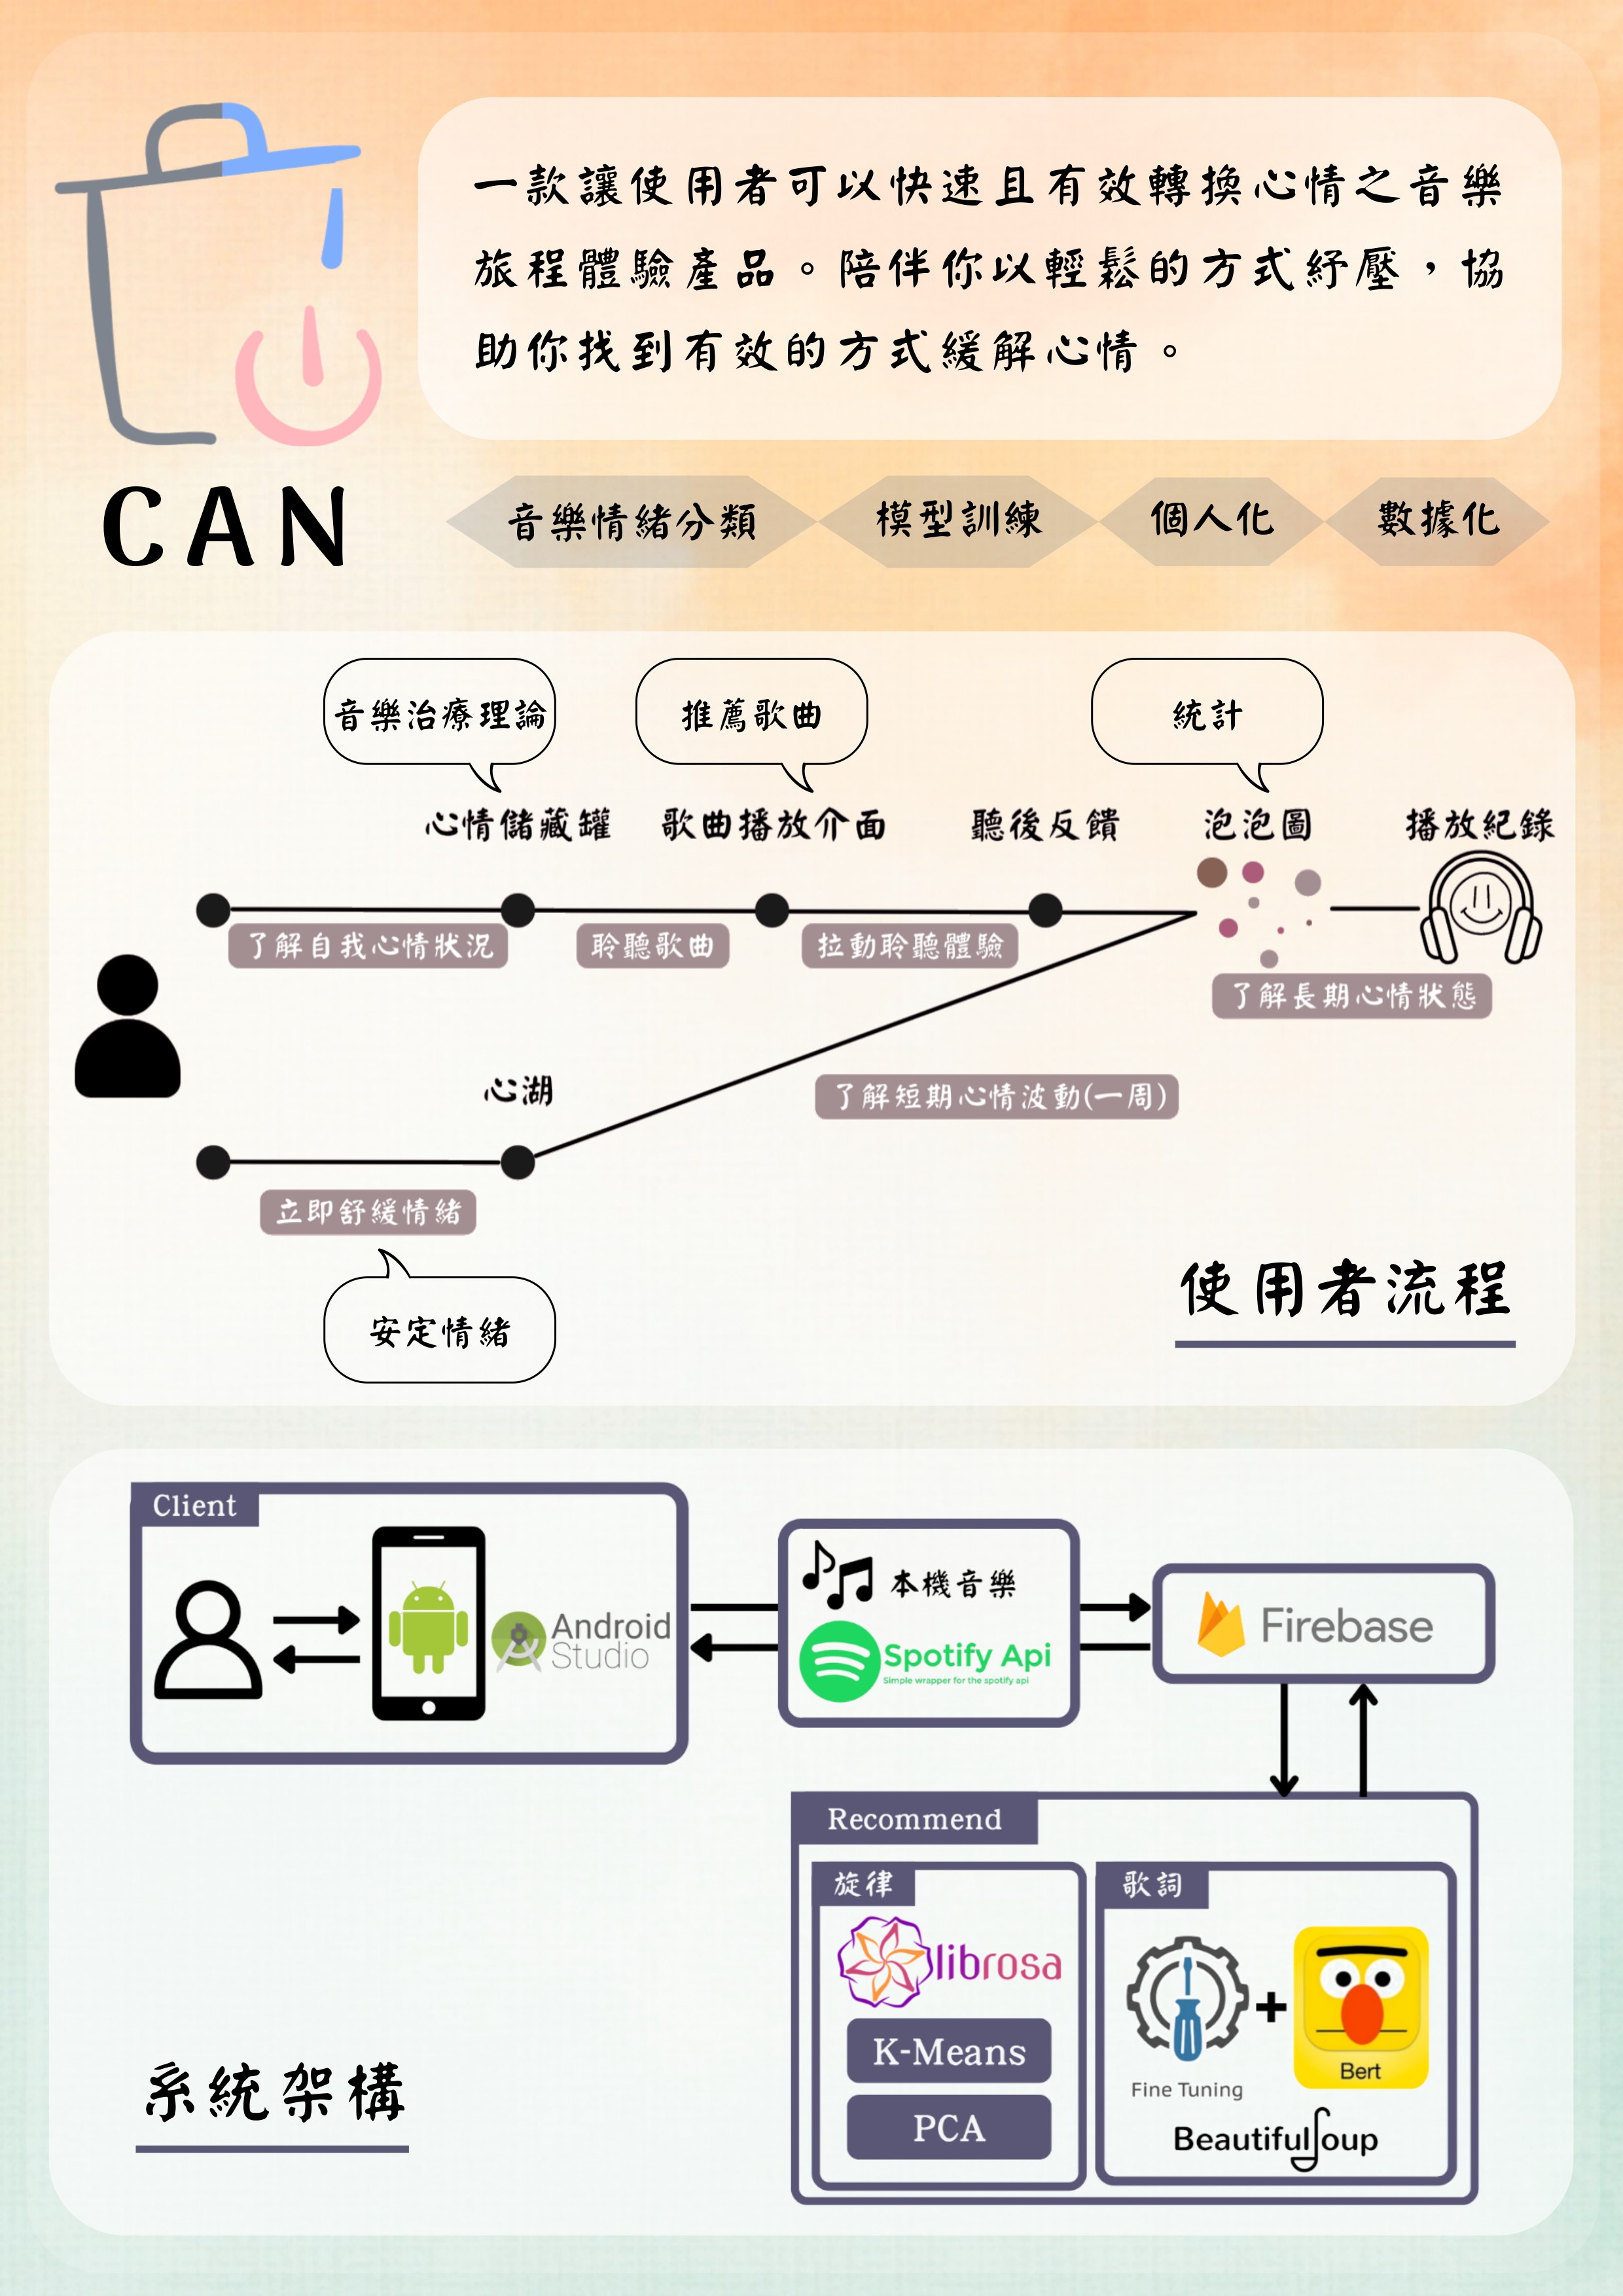 一款讓使用者可以快速且有效轉換心情之音樂
旅程體驗產品。陪伴你以輕鬆的方式紓壓，協
助你找到有效的方式緩解心情。
CAN
音樂情緒分類
模型訓練
個人化
數據化
音樂治療理論
推薦歌曲
統計
心情儲藏罐
歌曲播放介面
聽後反饋
泡泡圖
播放紀錄
了解自我心情狀況
聆聽歌曲
拉動聆聽體驗
了解長期心情狀態
心湖
了解短期心情波動(一周)
立即舒緩情緒
安定情緒
使用者流程
Client
Android
Studio
本機音樂
Spotify Api
Simple wrapper for the spotify api
Firebase
Recommend
旋律
歌詞
librosa
K-Means
PCA
+
Fine Tuning
Bert
BeautifulSoup
系統架構